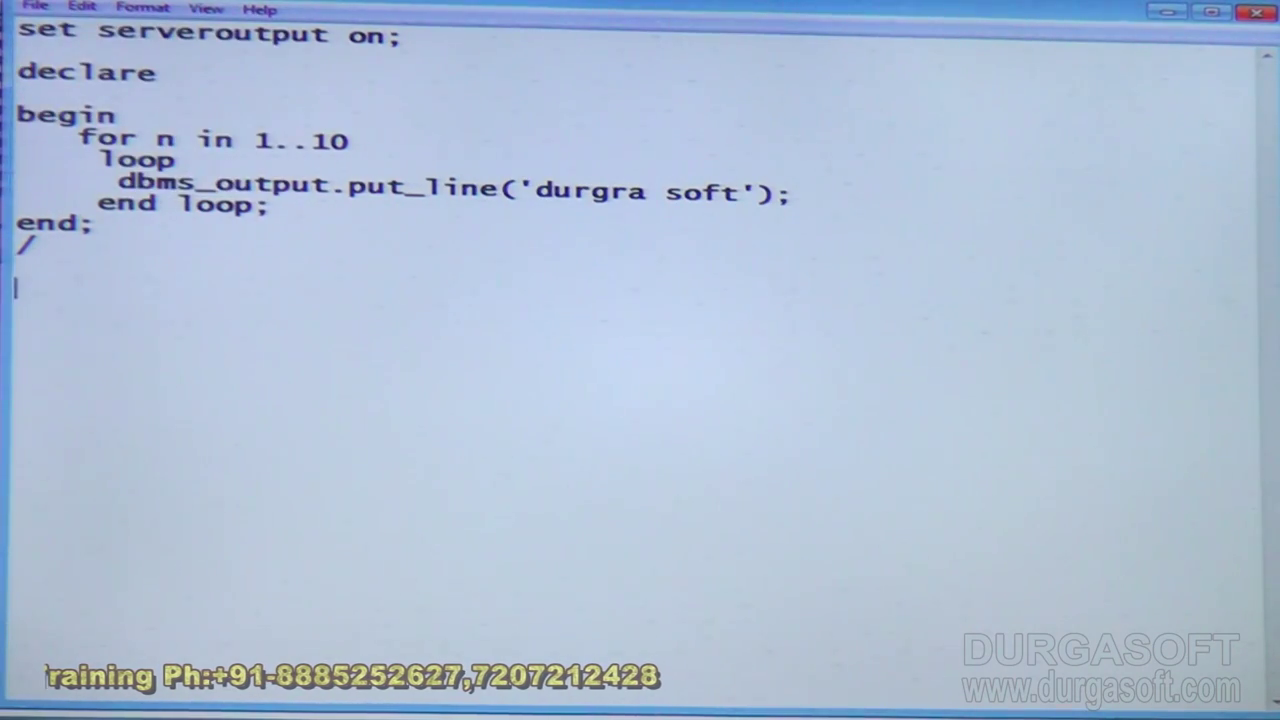 File Edit Format View Help
set serveroutput on;
declare
begin
for n in 1..10
loop
dbms_output.put_line('durgra soft');
end loop;
end;
/
raining Ph:+91-8885252627,7207212428
DURGASOFT
www.durgasoft.com